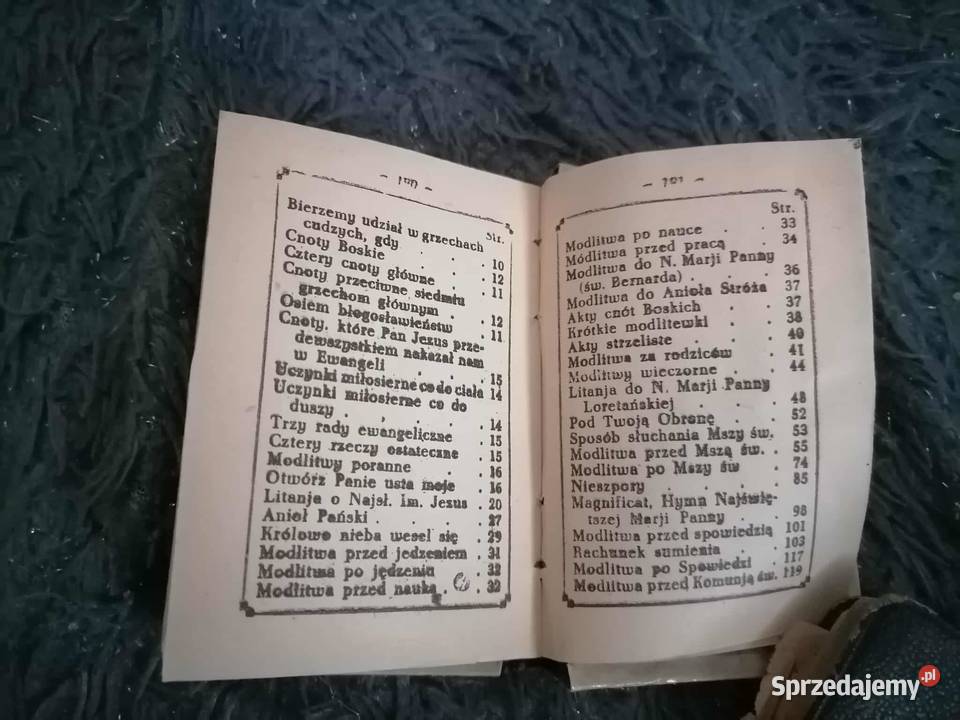 Str.
Bierzemy udział w grzechach
cudzych, gdy . . . 10
Cnoty Boskie . . . 12
Cztery cnoty główne . . 11
Cnoty przeciwne siedmiu
grzechom głównym . . 12
Osiem błogosławieństw . 11
Cnoty, które Pan Jezus prze-
dewszystkiem nakazał nam
w Ewangeli . . . 15
Uczynki miłosierne co do ciała 14
Uczynki miłosierne co do
duszy . . . . 14
Trzy rady ewangeliczne . 15
Cztery rzeczy ostateczne . 15
Modlitwy poranne . . 16
Otwórz Panie usta moje . 16
Litanja o Najsł. Im. Jezus . 20
Anioł Pański . . . . 27
Królowo nieba wesel się . 29
Modlitwa przed jedzeniem . 31
Modlitwa po jędzeniu . 32
Modlitwa przed nauką . . 32
Str.
Modlitwa po nauce . . 33
Módlitwa przed pracą . 34
Modlitwa do N. Marji Panny
(św. Bernarda) . . . 36
Modlitwa do Anioła Stróża 37
Akty cnót Boskich . . 37
Krótkie modlitewki . . 38
Akty strzeliste . . . 40
Modlitwa za rodziców . 41
Modlitwy wieczorne . . 44
Litanja do N. Marji Panny
Loretańskiej . . . 48
Pod Twoją Obronę . . 52
Sposób słuchania Mszy św. 53
Modlitwa przed Mszą św. . 55
Modlitwa po Mszy św . 74
Nieszpory . . . . 85
Magnificat, Hymn Najświę-
tszej Marji Panny . 98
Modlitwa przed spowiedzią 101
Rachunek sumienia . 103
Modlitwa po Spowiedzi . 117
Modlitwa przed Komunją św. 119
Sprzedajemy.pl